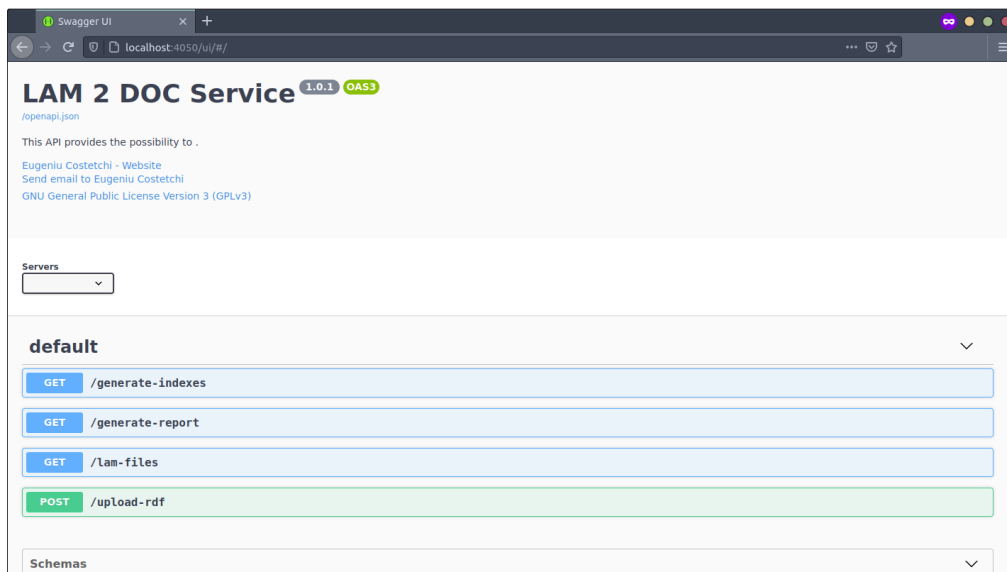 Swagger UI
localhost:4050/ui/#/
LAM 2 DOC Service 1.0.1 OAS3
/openapi.json
This API provides the possibility to .
Eugeniu Costetchi - Website
Send email to Eugeniu Costetchi
GNU General Public License Version 3 (GPLv3)
Servers
default
GET /generate-indexes
GET /generate-report
GET /lam-files
POST /upload-rdf
Schemas